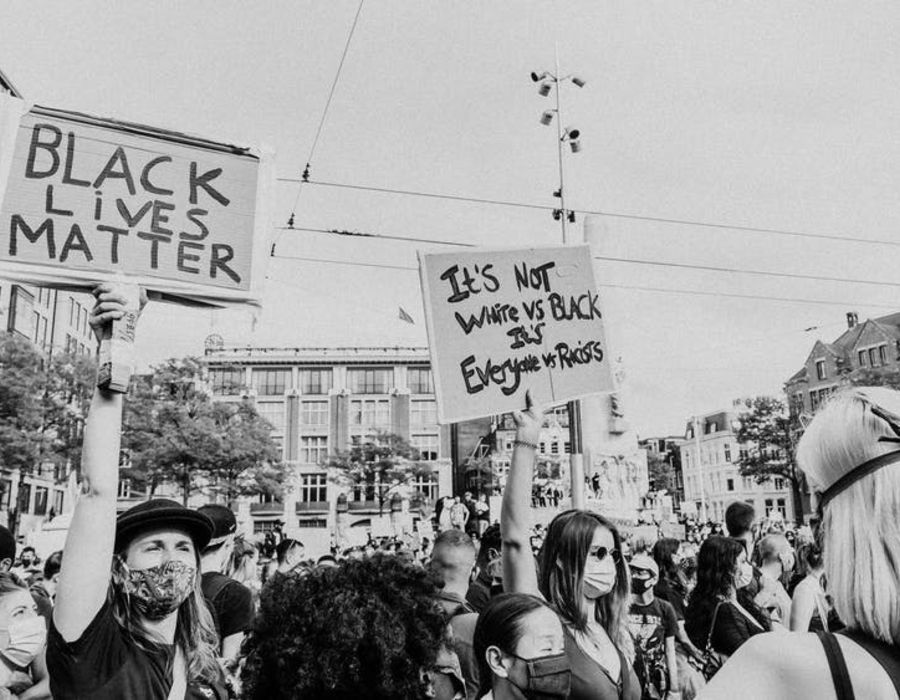 BLACK
LiVES
MATTER
It's NOT
WHiTE VS BLACK
It's
Everyone vs Racists